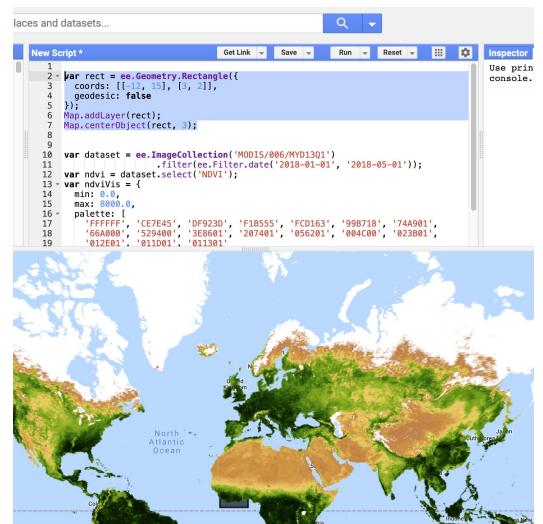 laces and datasets...
New Script *
Get Link
Save
Run
Reset
Inspector
Use prin
console.
1
2 var rect = ee.Geometry.Rectangle({
3 coords: [[-12, 15], [3, 2]],
4 geodesic: false
5 });
6 Map.addLayer(rect);
7 Map.centerObject(rect, 3);
8
9
10 var dataset = ee.ImageCollection('MODIS/006/MYD13Q1')
11 .filter(ee.Filter.date('2018-01-01', '2018-05-01'));
12 var ndvi = dataset.select('NDVI');
13 var ndviVis = {
14 min: 0.0,
15 max: 8000.0,
16 palette: [
17 'FFFFFF', 'CE7E45', 'DF923D', 'F1B555', 'FCD163', '99B718', '74A901',
18 '66A000', '529400', '3E8601', '207401', '056201', '004C00', '023B01',
19 '012E01', '011D01', '011301'
North
Atlantic
Ocean